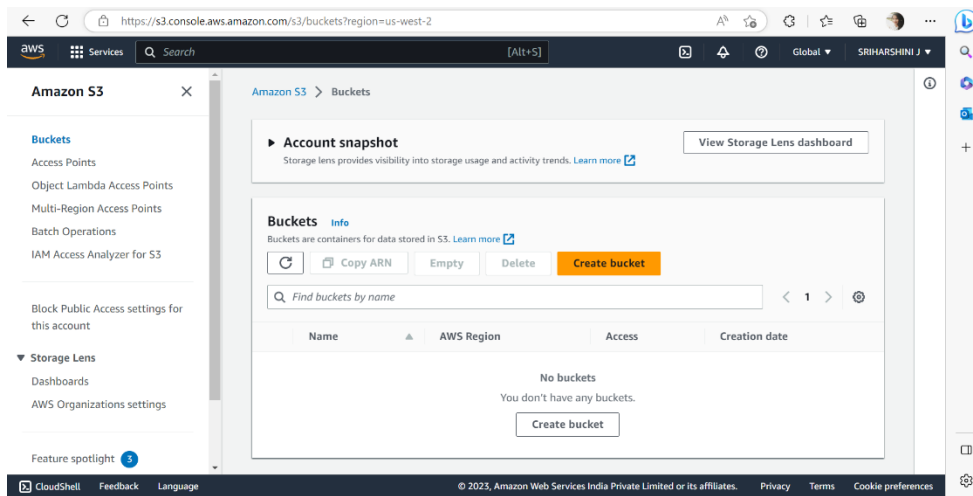 https://s3.console.aws.amazon.com/s3/buckets?region=us-west-2
aws Services Search [Alt+S] Global SRIHARSHINI J
Amazon S3
Buckets
Access Points
Object Lambda Access Points
Multi-Region Access Points
Batch Operations
IAM Access Analyzer for S3
Block Public Access settings for
this account
Storage Lens
Dashboards
AWS Organizations settings
Feature spotlight 3
Amazon S3 > Buckets
Account snapshot
Storage lens provides visibility into storage usage and activity trends. Learn more
View Storage Lens dashboard
Buckets Info
Buckets are containers for data stored in S3. Learn more
Copy ARN Empty Delete Create bucket
Find buckets by name
1
Name AWS Region Access Creation date
No buckets
You don't have any buckets.
Create bucket
CloudShell Feedback Language © 2023, Amazon Web Services India Private Limited or its affiliates. Privacy Terms Cookie preferences